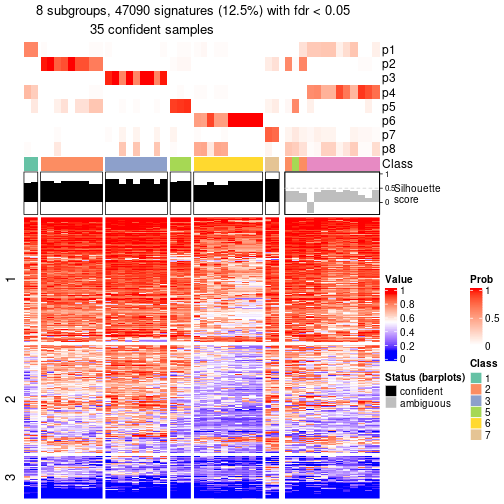 8 subgroups, 47090 signatures (12.5%) with fdr < 0.05
35 confident samples
p1
p2
p3
p4
p5
p6
p7
p8
Class
1
0.5
0
Silhouette
score
1
2
3
Value
1
0.8
0.6
0.4
0.2
0
Prob
1
0.5
0
Status (barplots)
confident
ambiguous
Class
1
2
3
5
6
7